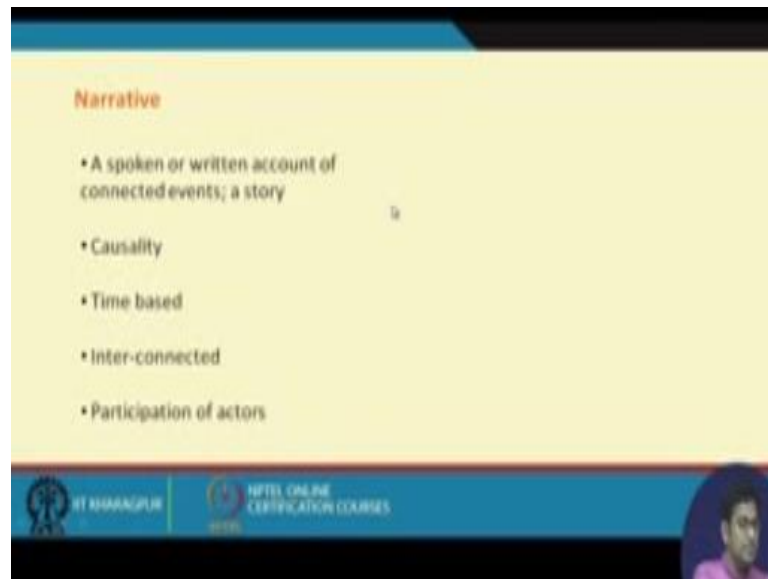 Narrative
• A spoken or written account of
connected events; a story
• Causality
• Time based
• Inter-connected
• Participation of actors
IIT KHARAGPUR
NPTEL ONLINE
CERTIFICATION COURSES